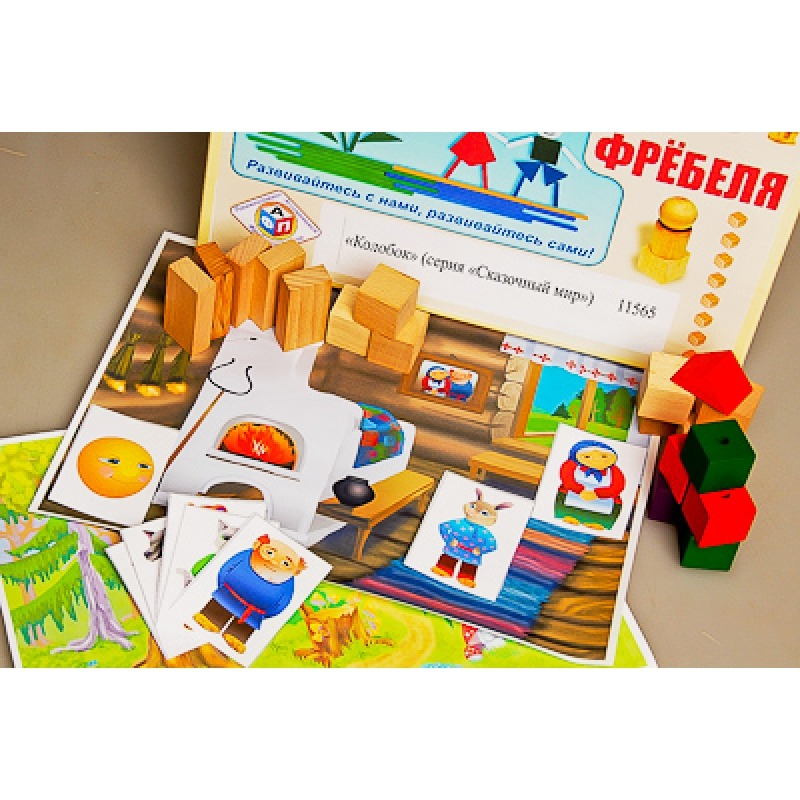 ФРЁБЕЛЯ
Развивайтесь с нами, развивайтесь сами!
«Колобок» (серия «Сказочный мир») 11565